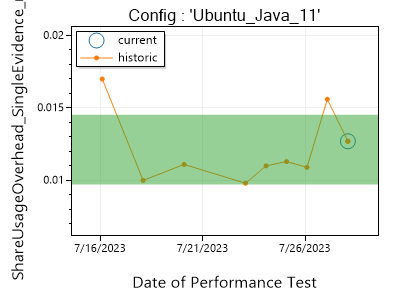 Config : 'Ubuntu_Java_11'
current
historic
0.02
0.015
0.01
7/16/2023
7/21/2023
7/26/2023
Date of Performance Test
ShareUsageOverhead_SingleEvidence_